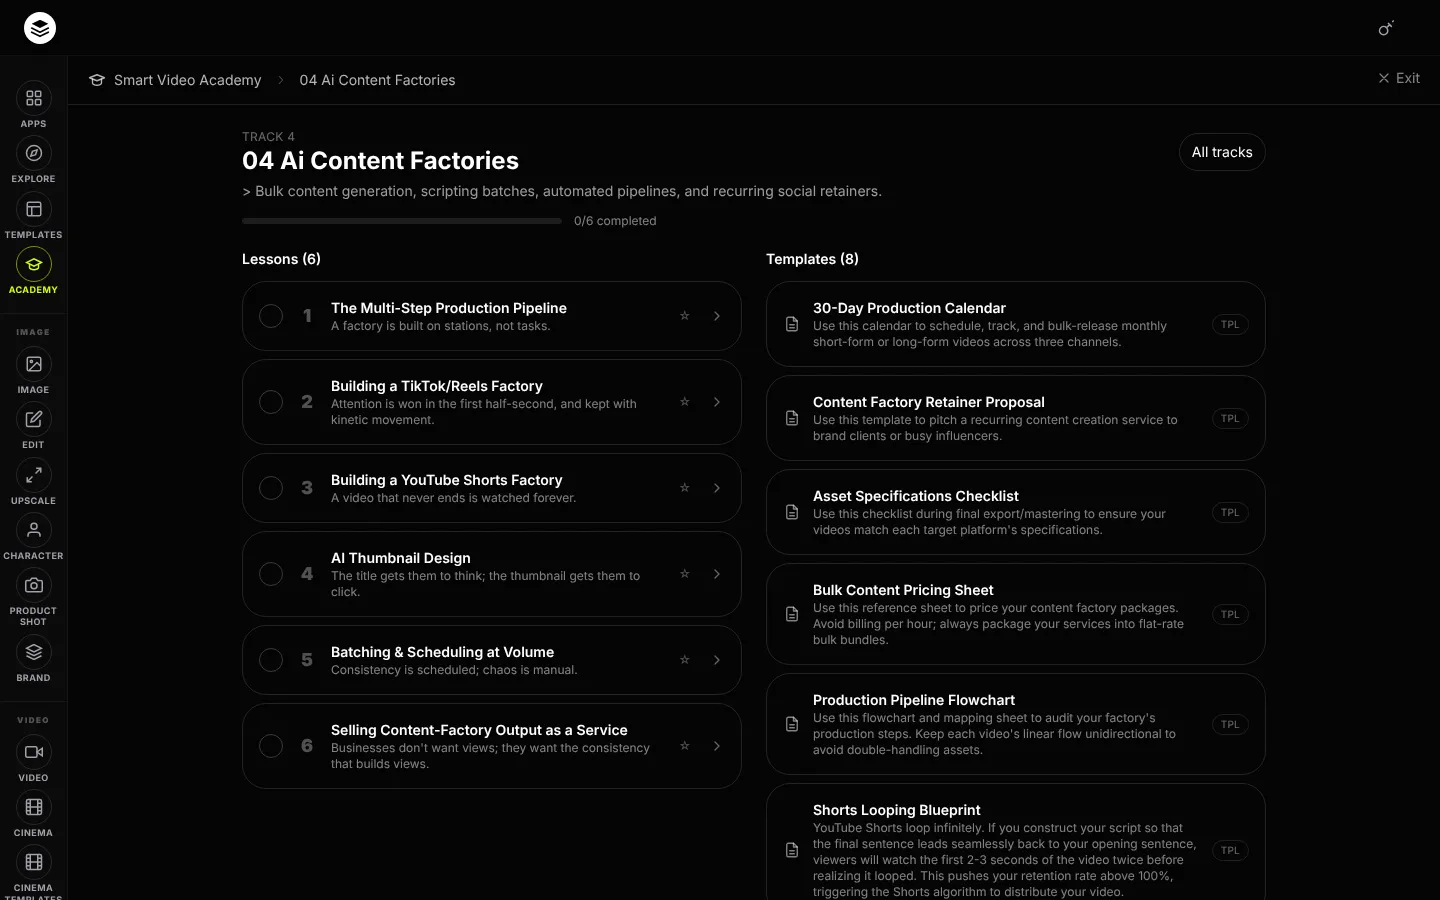 Smart Video Academy
04 Ai Content Factories
Exit
APPS
EXPLORE
TEMPLATES
ACADEMY
IMAGE
IMAGE
EDIT
UPSCALE
CHARACTER
PRODUCT
SHOT
BRAND
VIDEO
VIDEO
CINEMA
CINEMA
TEMPLATES
TRACK 4
04 Ai Content Factories
> Bulk content generation, scripting batches, automated pipelines, and recurring social retainers.
0/6 completed
All tracks
Lessons (6)
1
The Multi-Step Production Pipeline
A factory is built on stations, not tasks.
2
Building a TikTok/Reels Factory
Attention is won in the first half-second, and kept with
kinetic movement.
3
Building a YouTube Shorts Factory
A video that never ends is watched forever.
4
AI Thumbnail Design
The title gets them to think; the thumbnail gets them to
click.
5
Batching & Scheduling at Volume
Consistency is scheduled; chaos is manual.
6
Selling Content-Factory Output as a Service
Businesses don't want views; they want the consistency
that builds views.
Templates (8)
30-Day Production Calendar
Use this calendar to schedule, track, and bulk-release monthly
short-form or long-form videos across three channels.
TPL
Content Factory Retainer Proposal
Use this template to pitch a recurring content creation service to
brand clients or busy influencers.
TPL
Asset Specifications Checklist
Use this checklist during final export/mastering to ensure your
videos match each target platform's specifications.
TPL
Bulk Content Pricing Sheet
Use this reference sheet to price your content factory packages.
Avoid billing per hour; always package your services into flat-rate
bulk bundles.
TPL
Production Pipeline Flowchart
Use this flowchart and mapping sheet to audit your factory's
production steps. Keep each video's linear flow unidirectional to
avoid double-handling assets.
TPL
Shorts Looping Blueprint
YouTube Shorts loop infinitely. If you construct your script so that
the final sentence leads seamlessly back to your opening sentence,
viewers will watch the first 2-3 seconds of the video twice before
realizing it looped. This pushes your retention rate above 100%,
triggering the Shorts algorithm to distribute your video.
TPL